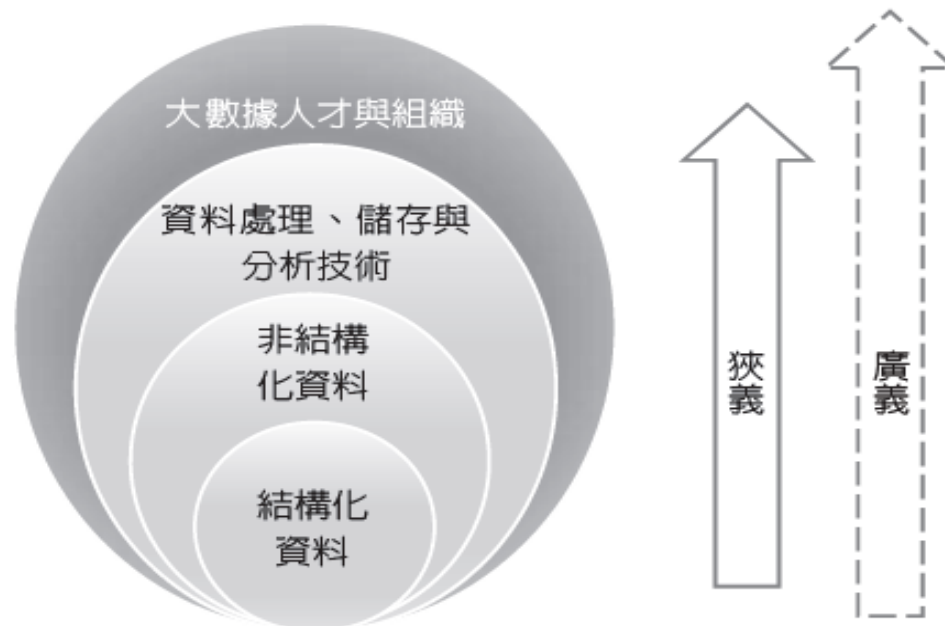 大數據人才與組織
資料處理、儲存與
分析技術
非結構
化資料
結構化
資料
狹義
廣義